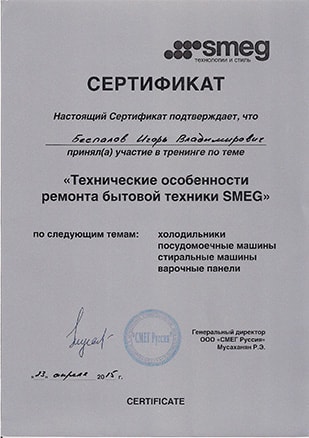 smeg
технологии и стиль
СЕРТИФИКАТ
Настоящий Сертификат подтверждает, что
Беспалов Игорь Владимирович
принял(а) участие в тренинге по теме
«Технические особенности
ремонта бытовой техники SMEG»
по следующим темам:
холодильники
посудомоечные машины
стиральные машины
варочные панели
"СМЕГ Руссия"
Генеральный директор
ООО «СМЕГ Руссия»
Мусаханян Р.Э.
«13» апреля 2015 г.
CERTIFICATE